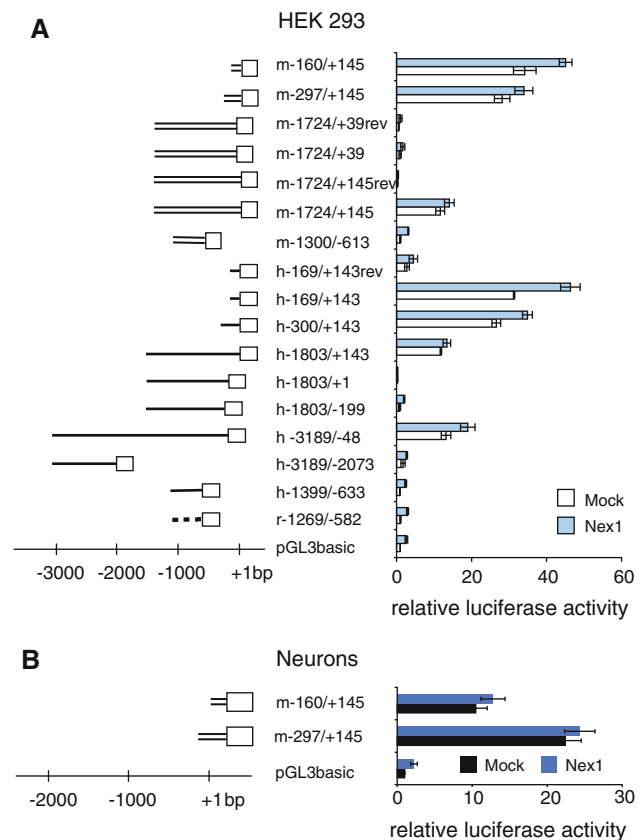 A
HEK 293
m-160/+145
m-297/+145
m-1724/+39rev
m-1724/+39
m-1724/+145rev
m-1724/+145
m-1300/-613
h-169/+143rev
h-169/+143
h-300/+143
h-1803/+143
h-1803/+1
h-1803/-199
h -3189/-48
h-3189/-2073
h-1399/-633
r-1269/-582
pGL3basic
Mock
Nex1
-3000 -2000 -1000 +1bp
0 20 40 60
relative luciferase activity
B
Neurons
m-160/+145
m-297/+145
pGL3basic
Mock Nex1
-2000 -1000 +1bp
0 10 20 30
relative luciferase activity